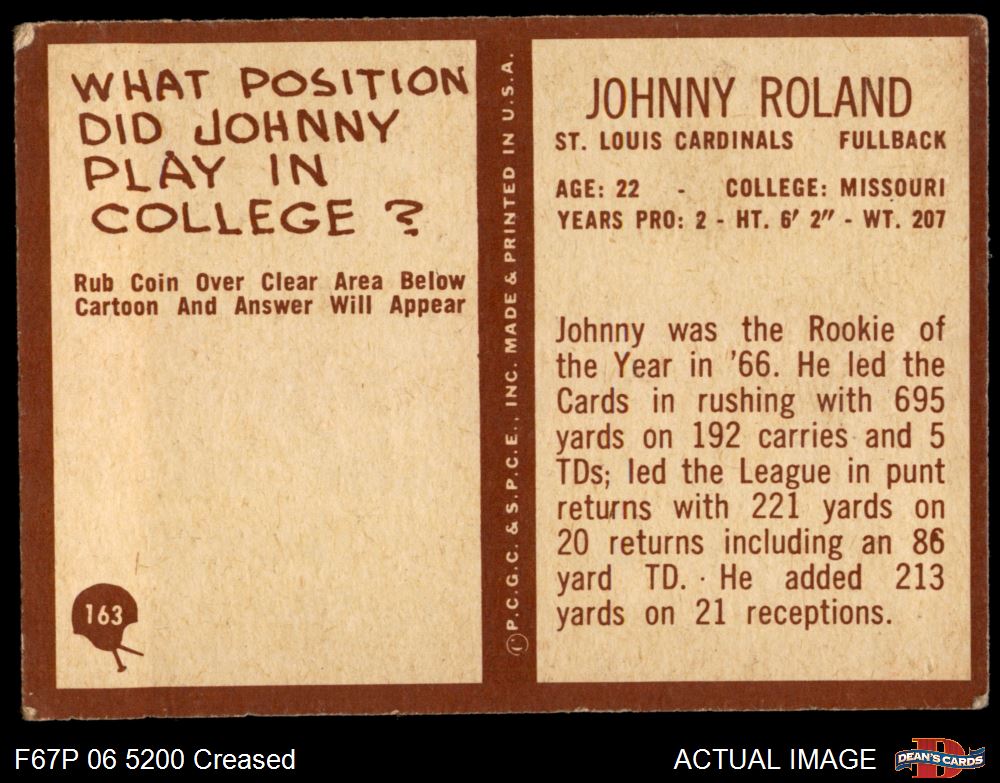 WHAT POSITION
DID JOHNNY
PLAY IN
COLLEGE ?
Rub Coin Over Clear Area Below
Cartoon And Answer Will Appear
163
© P.C.G.C. & S.P.C.E., INC. MADE & PRINTED IN U.S.A.
JOHNNY ROLAND
ST. LOUIS CARDINALS FULLBACK
AGE: 22 - COLLEGE: MISSOURI
YEARS PRO: 2 - HT. 6' 2" - WT. 207
Johnny was the Rookie of
the Year in '66. He led the
Cards in rushing with 695
yards on 192 carries and 5
TDs; led the League in punt
returns with 221 yards on
20 returns including an 86
yard TD. · He added 213
yards on 21 receptions.
F67P 06 5200 Creased
ACTUAL IMAGE
D
DEAN'S CARDS